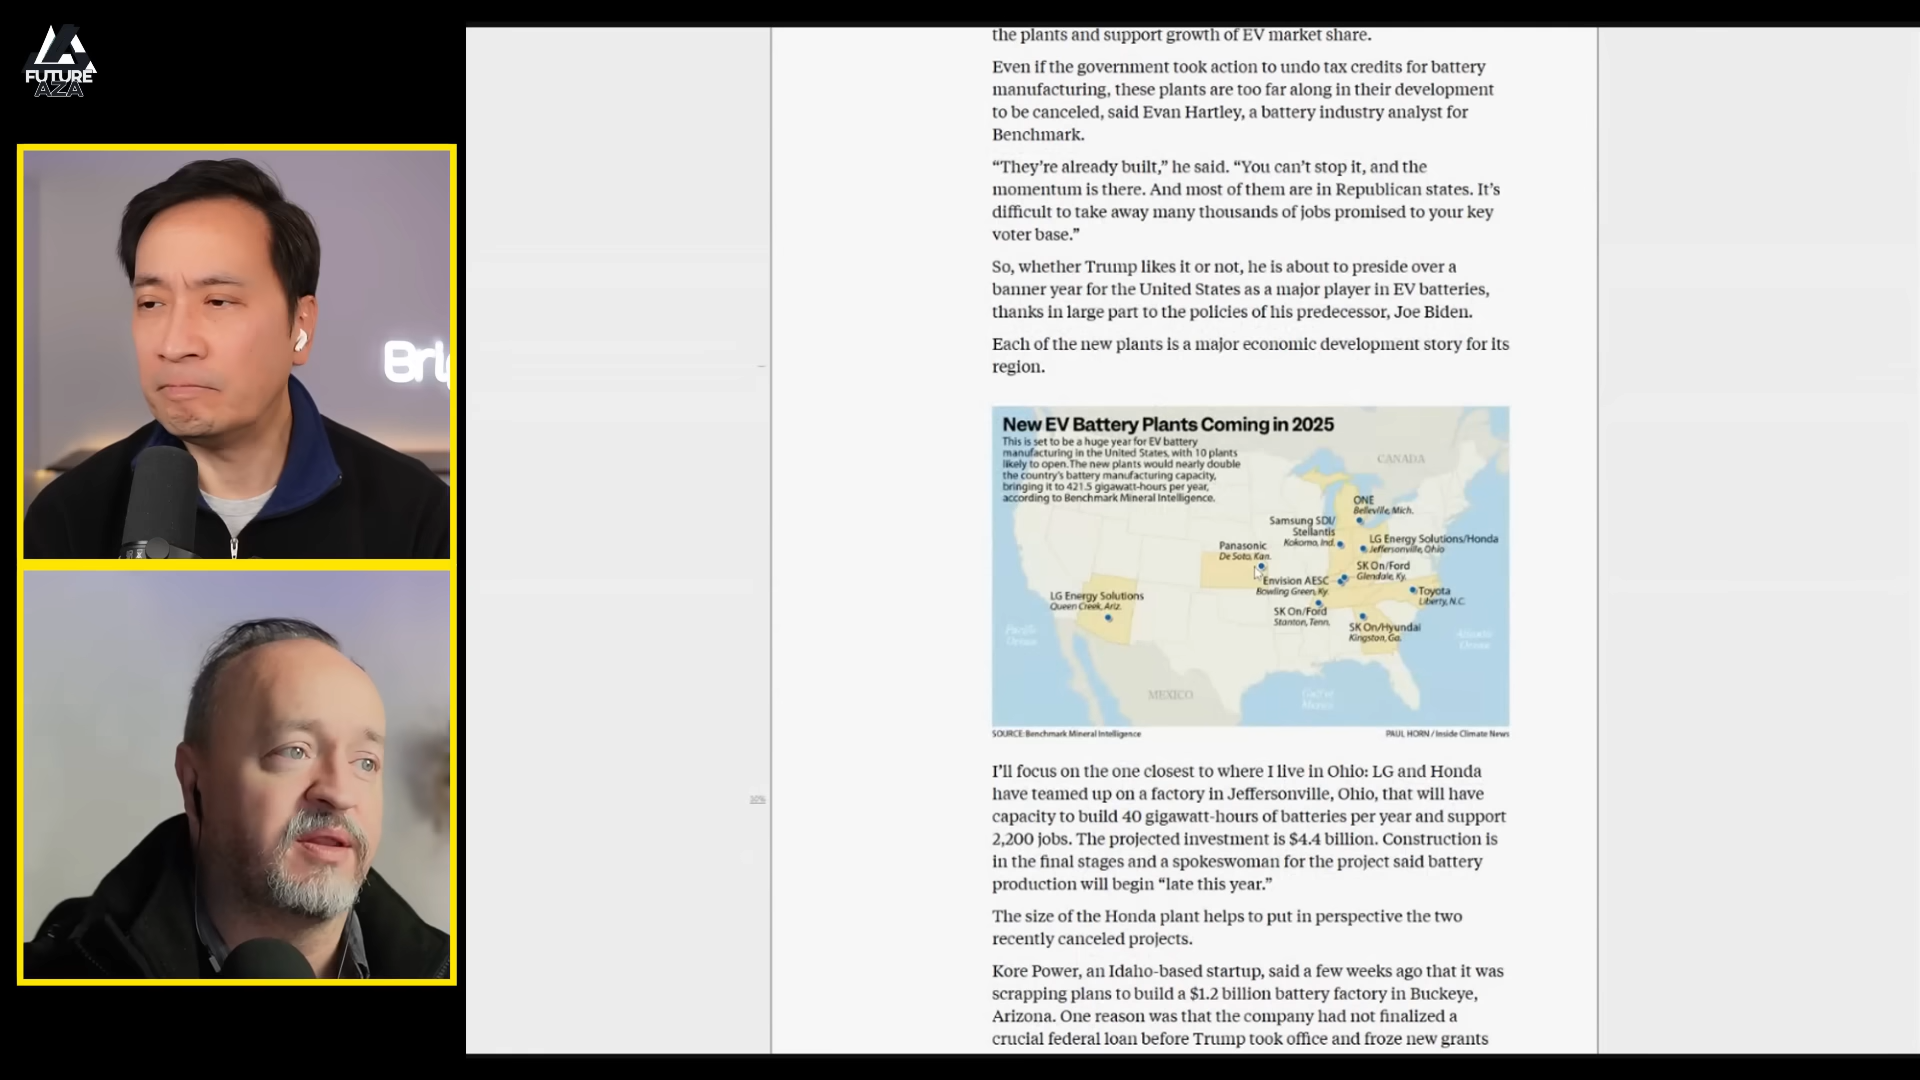 FUTURE
AZA
Bri
the plants and support growth of EV market share.
Even if the government took action to undo tax credits for battery
manufacturing, these plants are too far along in their development
to be canceled, said Evan Hartley, a battery industry analyst for
Benchmark.
“They’re already built,” he said. “You can’t stop it, and the
momentum is there. And most of them are in Republican states. It’s
difficult to take away many thousands of jobs promised to your key
voter base.”
So, whether Trump likes it or not, he is about to preside over a
banner year for the United States as a major player in EV batteries,
thanks in large part to the policies of his predecessor, Joe Biden.
Each of the new plants is a major economic development story for its
region.
New EV Battery Plants Coming in 2025
This is set to be a huge year for EV battery
manufacturing in the United States, with 10 plants
likely to open. The new plants would nearly double
the country's battery manufacturing capacity,
bringing it to 421.5 gigawatt-hours per year,
according to Benchmark Mineral Intelligence.
CANADA
ONE
Belleville, Mich.
Samsung SDI/
Stellantis
Kokomo, Ind.
LG Energy Solutions/Honda
Jeffersonville, Ohio
Panasonic
De Soto, Kan.
SK On/Ford
Glendale, Ky.
Envision AESC
Bowling Green, Ky.
Toyota
Liberty, N.C.
LG Energy Solutions
Queen Creek, Ariz.
SK On/Ford
Stanton, Tenn.
SK On/Hyundai
Kingston, Ga.
Pacific
Ocean
Atlantic
Ocean
MEXICO
Gulf of
Mexico
SOURCE: Benchmark Mineral Intelligence
PAUL HORN / Inside Climate News
I’ll focus on the one closest to where I live in Ohio: LG and Honda
have teamed up on a factory in Jeffersonville, Ohio, that will have
capacity to build 40 gigawatt-hours of batteries per year and support
2,200 jobs. The projected investment is $4.4 billion. Construction is
in the final stages and a spokeswoman for the project said battery
production will begin “late this year.”
The size of the Honda plant helps to put in perspective the two
recently canceled projects.
Kore Power, an Idaho-based startup, said a few weeks ago that it was
scrapping plans to build a $1.2 billion battery factory in Buckeye,
Arizona. One reason was that the company had not finalized a
crucial federal loan before Trump took office and froze new grants